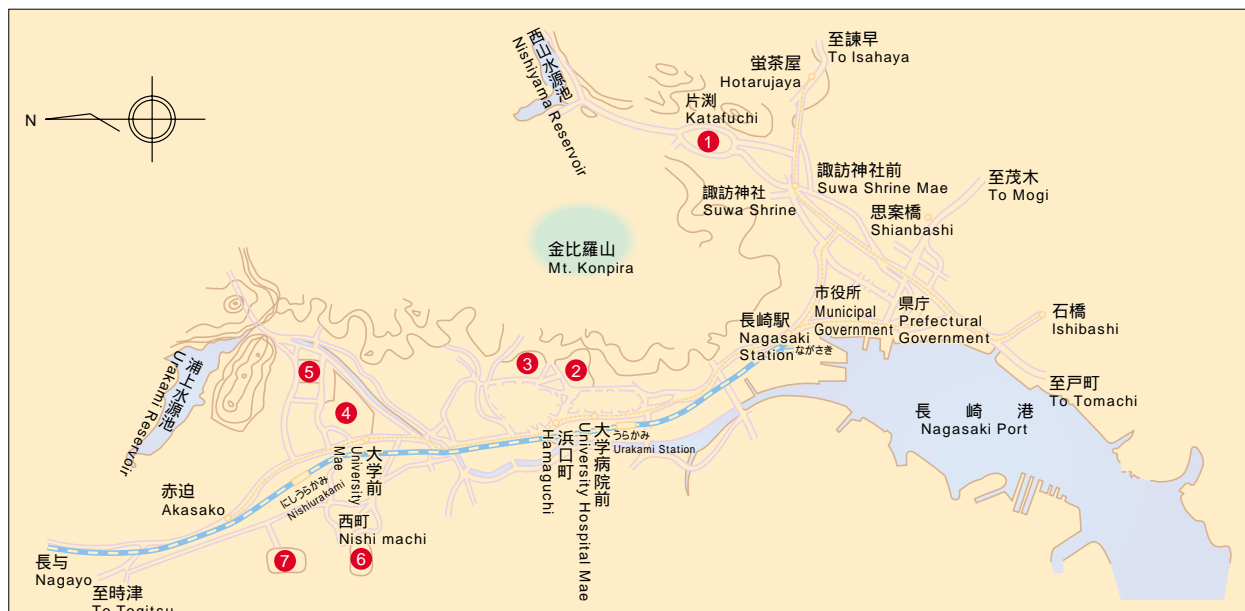 N
西山水源池
Nishiyama Reservoir
至諫早
To Isahaya
蛍茶屋
Hotarujaya
片渕
Katafuchi
1
諏訪神社前
Suwa Shrine Mae
諏訪神社
Suwa Shrine
思案橋
Shianbashi
至茂木
To Mogi
金比羅山
Mt. Konpira
市役所
Municipal
Government
県庁
Prefectural
Government
長崎駅
Nagasaki
Station
ながさき
石橋
Ishibashi
至戸町
To Tomachi
長崎港
Nagasaki Port
浦上水源池
Urakami Reservoir
5
4
3
2
大学前
University
Mae
浜口町
Hamaguchi
大学病院前
University Hospital Mae
うらかみ
Urakami Station
赤迫
Akasako
にしうらかみ
Nishiurakami
西町
Nishi machi
7
6
長与
Nagayo
至時津
To Togitsu